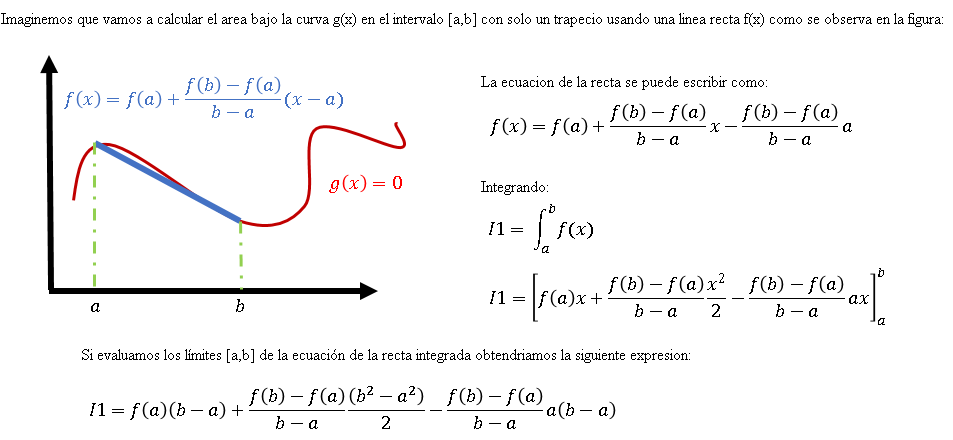 Imaginemos que vamos a calcular el area bajo la curva g(x) en el intervalo [a,b] con solo un trapecio usando una linea recta f(x) como se observa en la figura:
f(x) = f(a) + \frac{f(b) − f(a)}{b − a}(x − a)
g(x) = 0
a
b
La ecuacion de la recta se puede escribir como:
f(x) = f(a) + \frac{f(b) − f(a)}{b − a} x − \frac{f(b) − f(a)}{b − a} a
Integrando:
I1 = \int_a^b f(x)
I1 = \left[ f(a)x + \frac{f(b) − f(a)}{b − a} \frac{x^2}{2} − \frac{f(b) − f(a)}{b − a} ax \right]_a^b
Si evaluamos los límites [a,b] de la ecuación de la recta integrada obtendriamos la siguiente expresion:
I1 = f(a)(b − a) + \frac{f(b) − f(a)}{b − a} \frac{(b^2 − a^2)}{2} − \frac{f(b) − f(a)}{b − a} a(b − a)